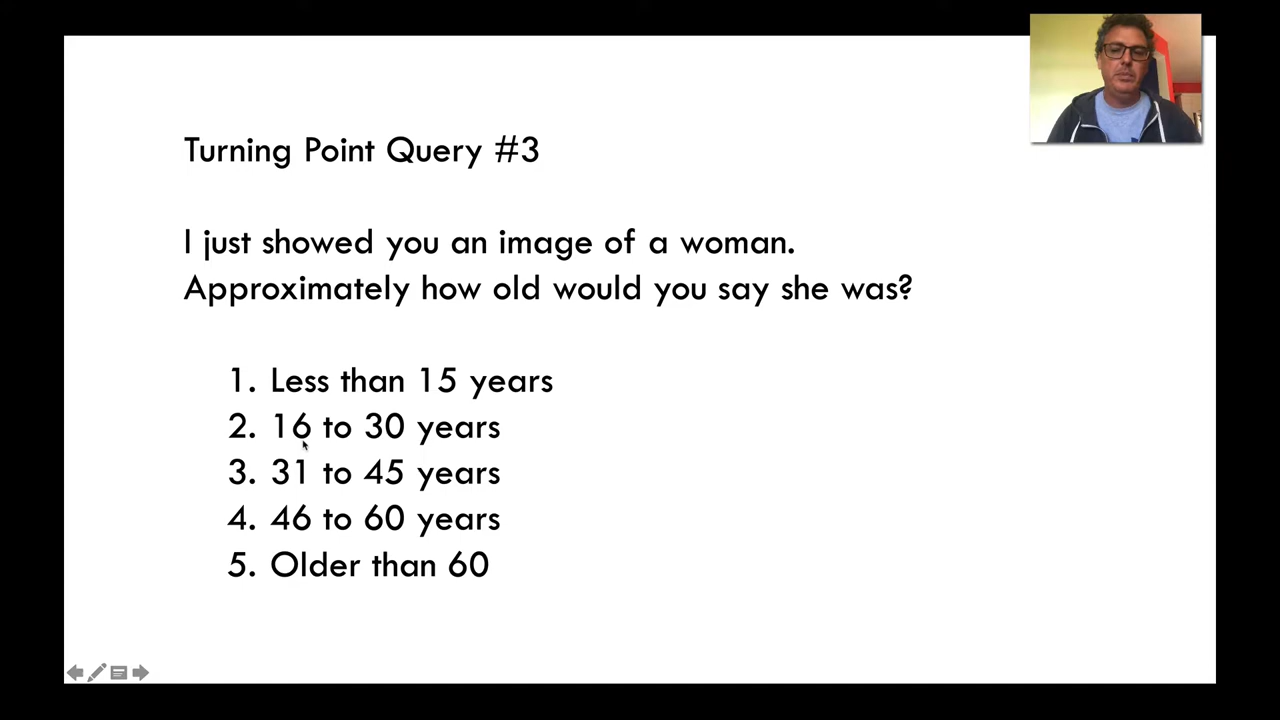 Turning Point Query #3
I just showed you an image of a woman.
Approximately how old would you say she was?
1. Less than 15 years
2. 16 to 30 years
3. 31 to 45 years
4. 46 to 60 years
5. Older than 60